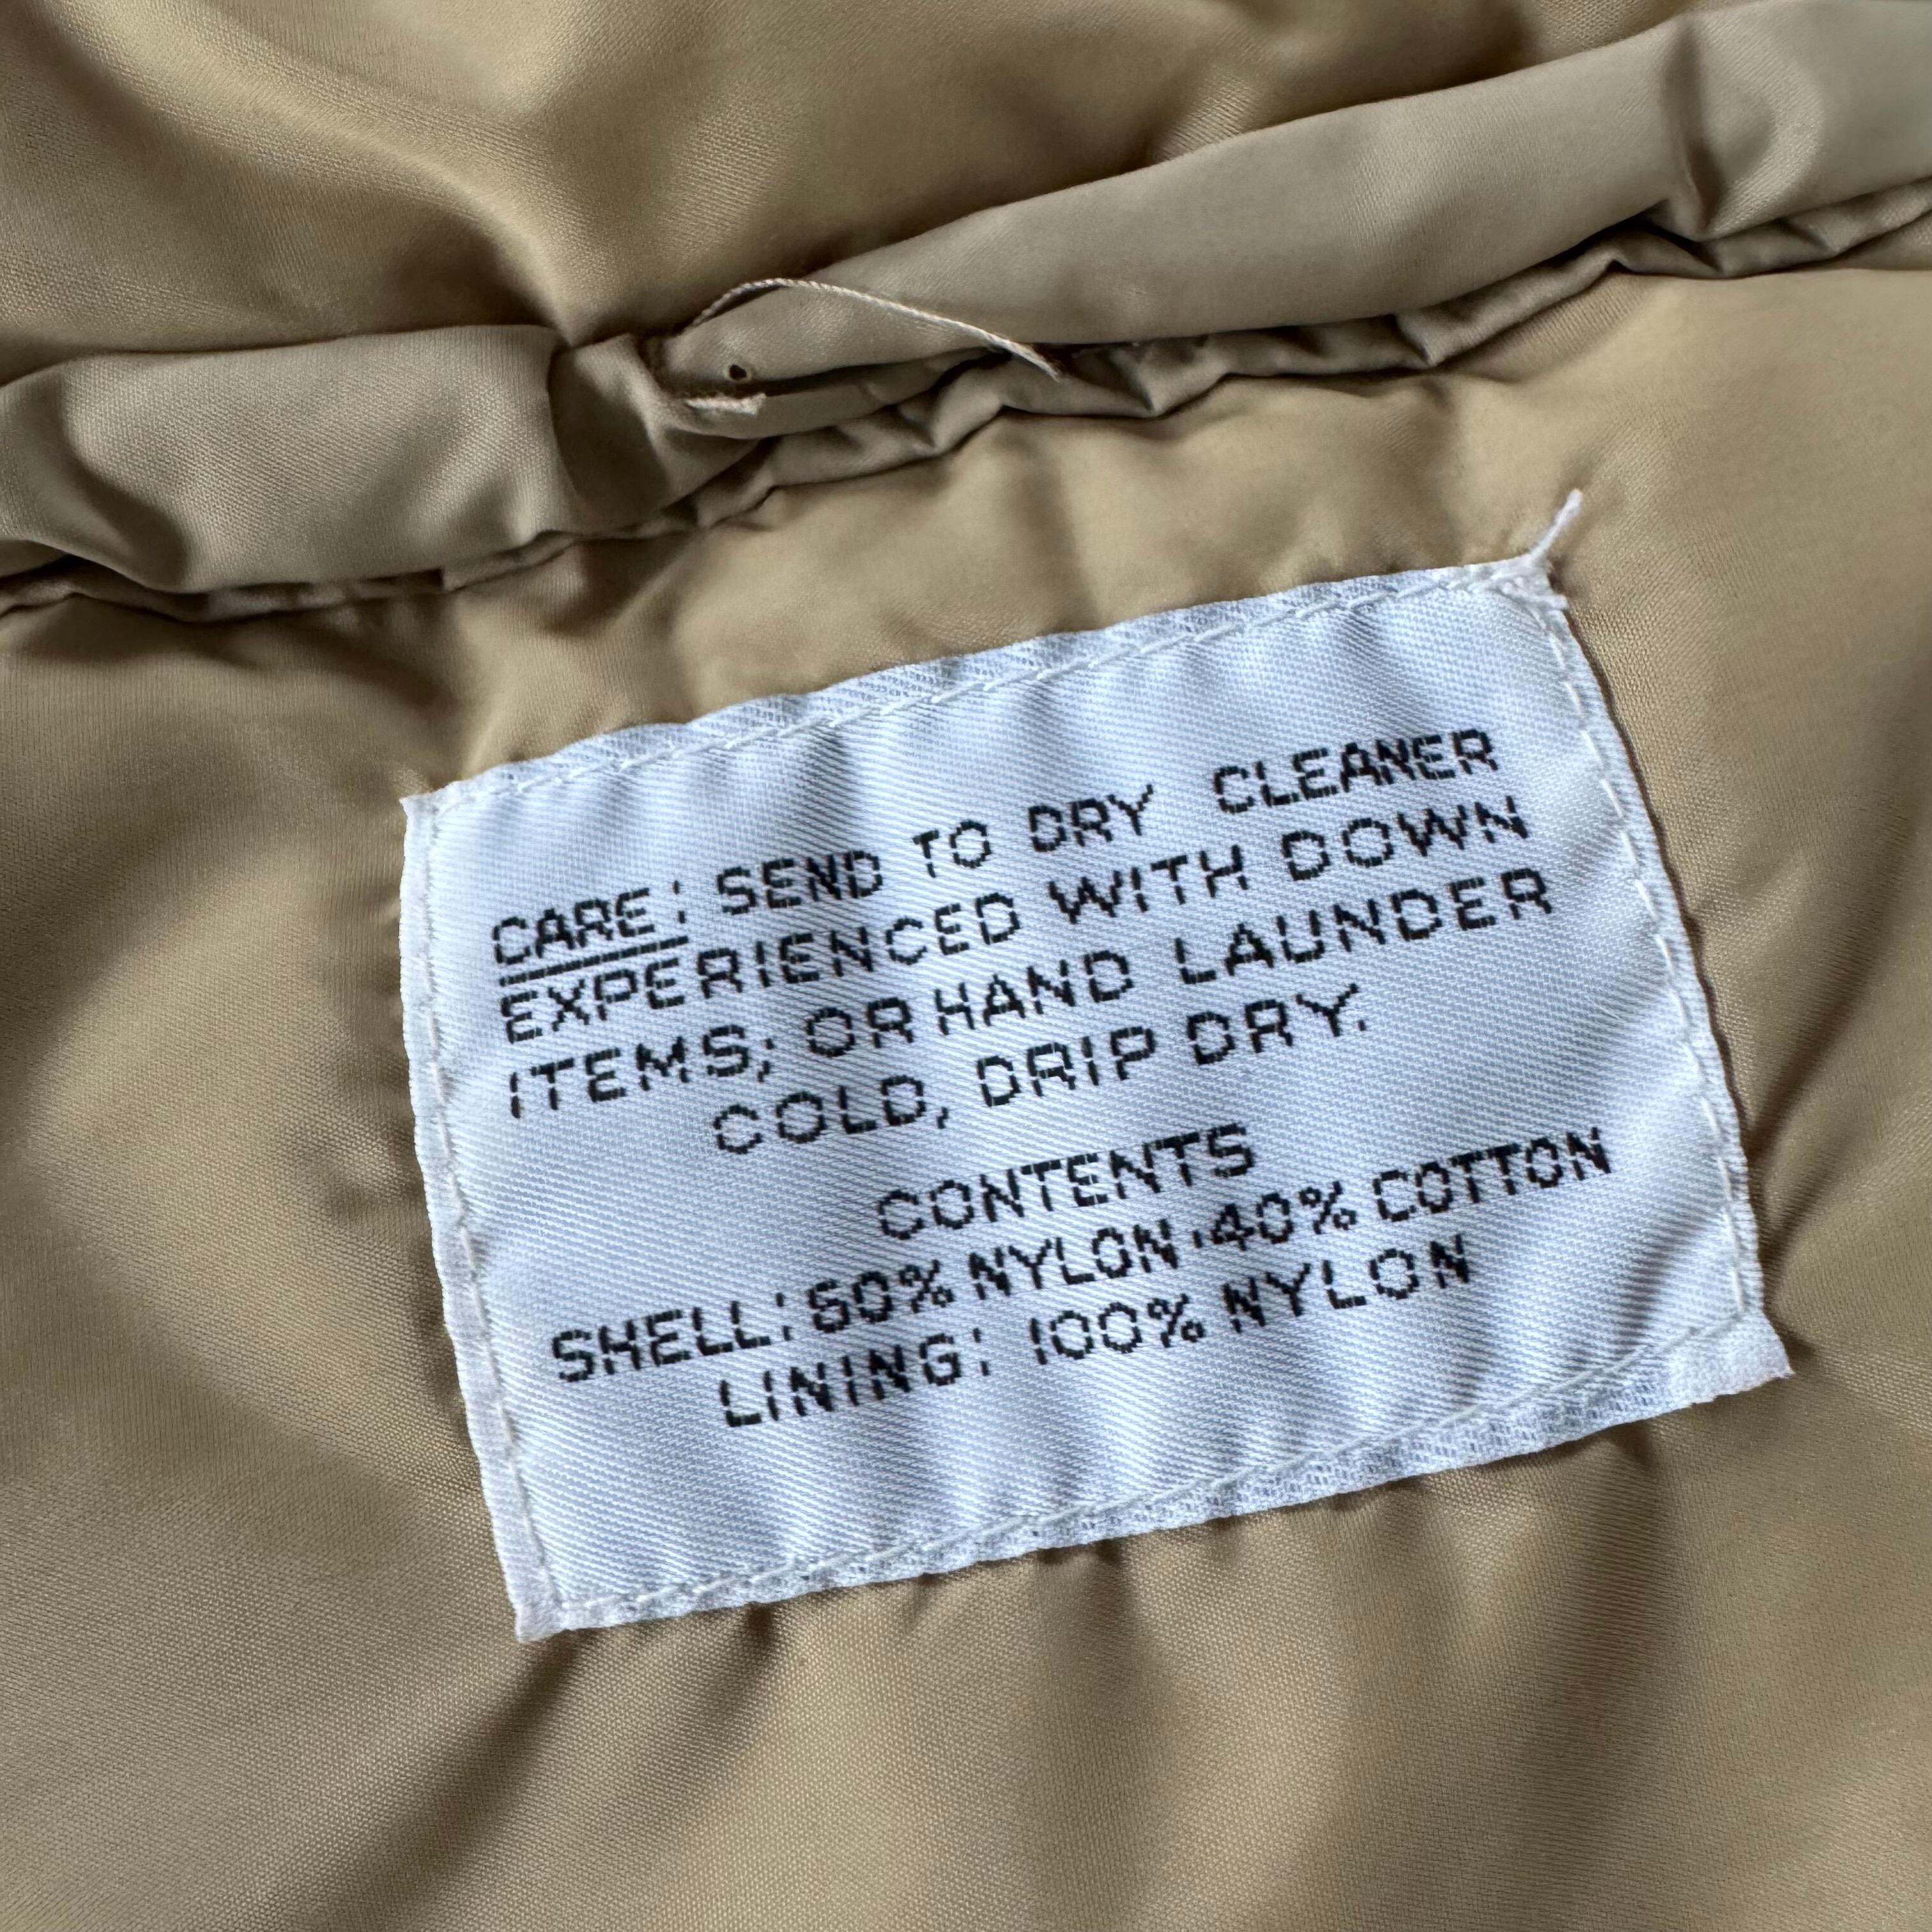 CARE: SEND TO DRY CLEANER
EXPERIENCED WITH DOWN
ITEMS; OR HAND LAUNDER
COLD, DRIP DRY.
CONTENTS
SHELL: 60% NYLON·40% COTTON
LINING: 100% NYLON